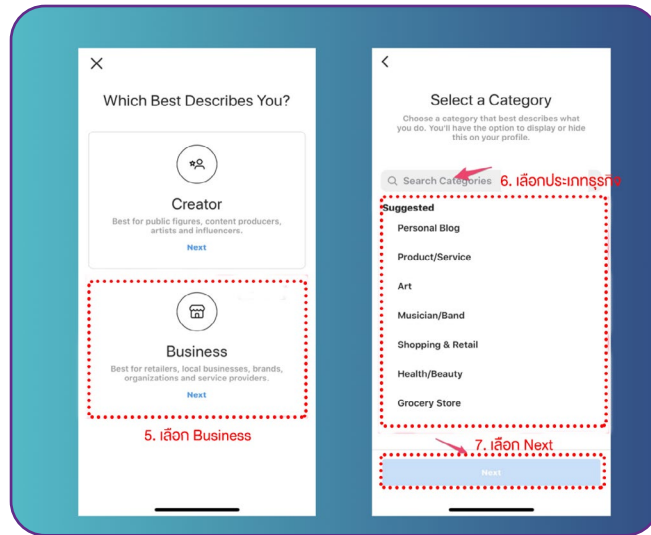 Which Best Describes You?
Creator
Best for public figures, content producers,
artists and influencers.
Next
Business
Best for retailers, local businesses, brands,
organizations and service providers.
Next
5. เลือก Business
Select a Category
Choose a category that best describes what
you do. You'll have the option to display or hide
this on your profile.
Search Categories
6. เลือกประเภทธุรกิจ
Suggested
Personal Blog
Product/Service
Art
Musician/Band
Shopping & Retail
Health/Beauty
Grocery Store
7. เลือก Next
Next